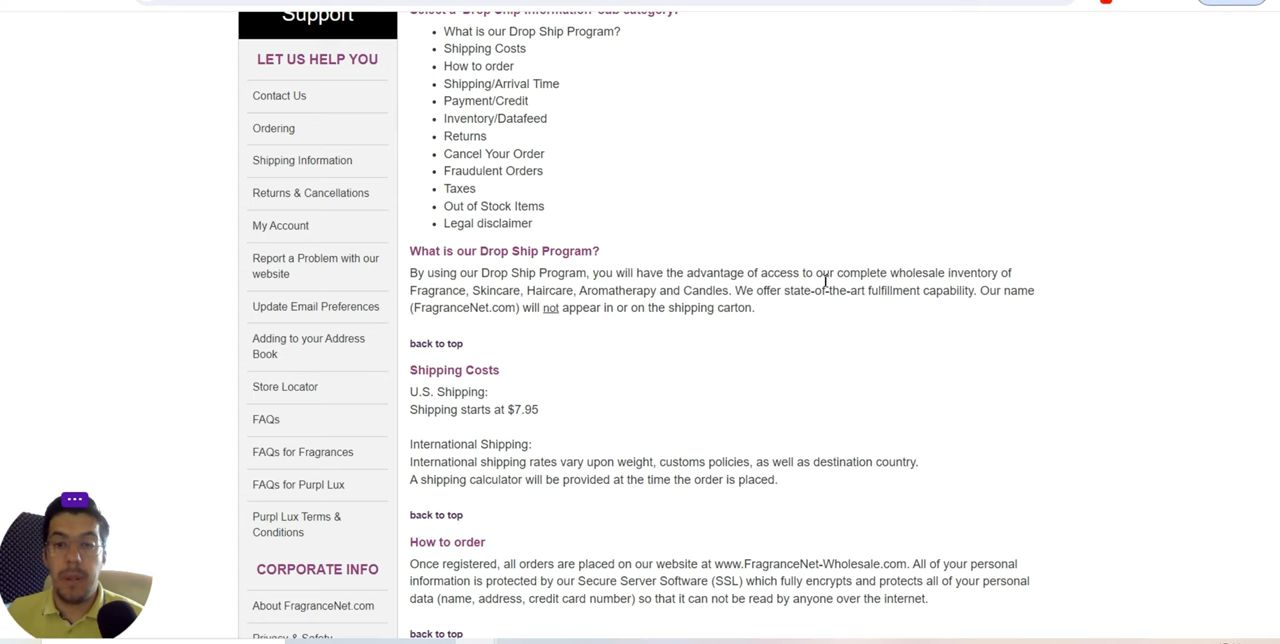 Support
LET US HELP YOU
Contact Us
Ordering
Shipping Information
Returns & Cancellations
My Account
Report a Problem with our
website
Update Email Preferences
Adding to your Address
Book
Store Locator
FAQs
FAQs for Fragrances
FAQs for Purpl Lux
Purpl Lux Terms &
Conditions
CORPORATE INFO
About FragranceNet.com
Privacy & Safety
Select a 'Drop Ship Information' sub category:
What is our Drop Ship Program?
Shipping Costs
How to order
Shipping/Arrival Time
Payment/Credit
Inventory/Datafeed
Returns
Cancel Your Order
Fraudulent Orders
Taxes
Out of Stock Items
Legal disclaimer
What is our Drop Ship Program?
By using our Drop Ship Program, you will have the advantage of access to our complete wholesale inventory of
Fragrance, Skincare, Haircare, Aromatherapy and Candles. We offer state-of-the-art fulfillment capability. Our name
(FragranceNet.com) will not appear in or on the shipping carton.
back to top
Shipping Costs
U.S. Shipping:
Shipping starts at $7.95
International Shipping:
International shipping rates vary upon weight, customs policies, as well as destination country.
A shipping calculator will be provided at the time the order is placed.
back to top
How to order
Once registered, all orders are placed on our website at www.FragranceNet-Wholesale.com. All of your personal
information is protected by our Secure Server Software (SSL) which fully encrypts and protects all of your personal
data (name, address, credit card number) so that it can not be read by anyone over the internet.
back to top